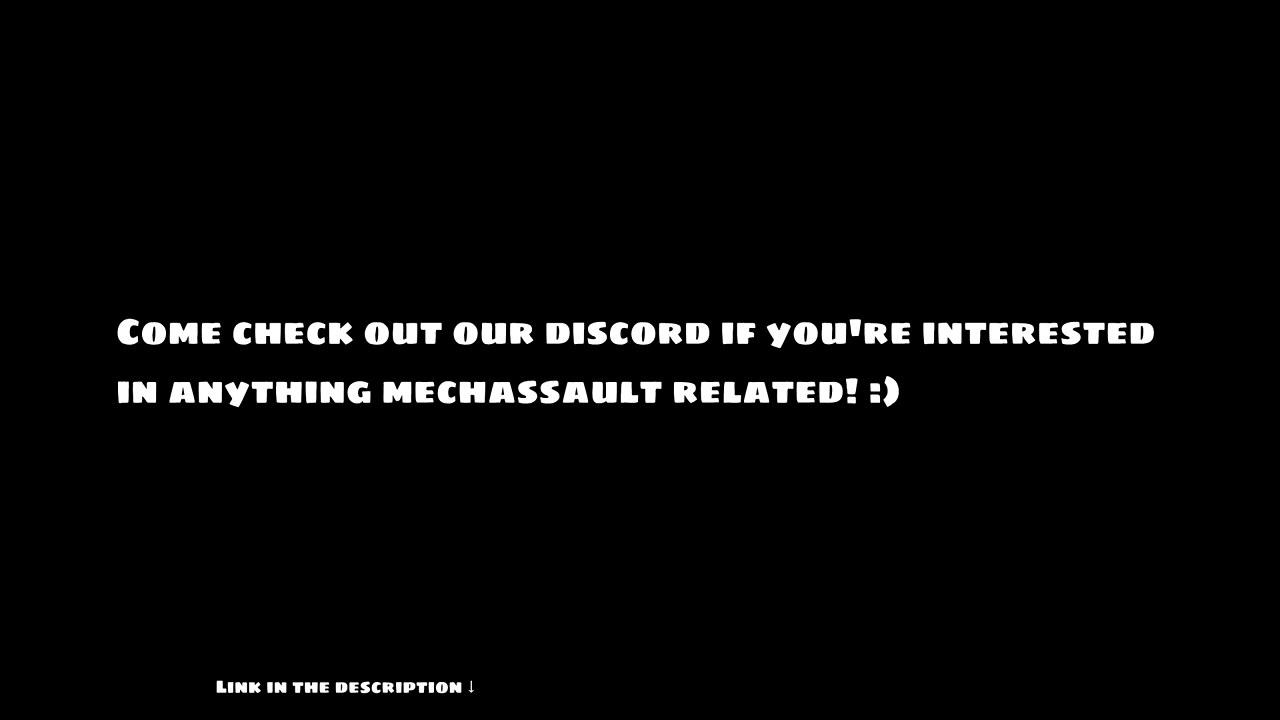 Come check out our discord if you're interested
in anything mechassault related! :)
Link in the description ↓